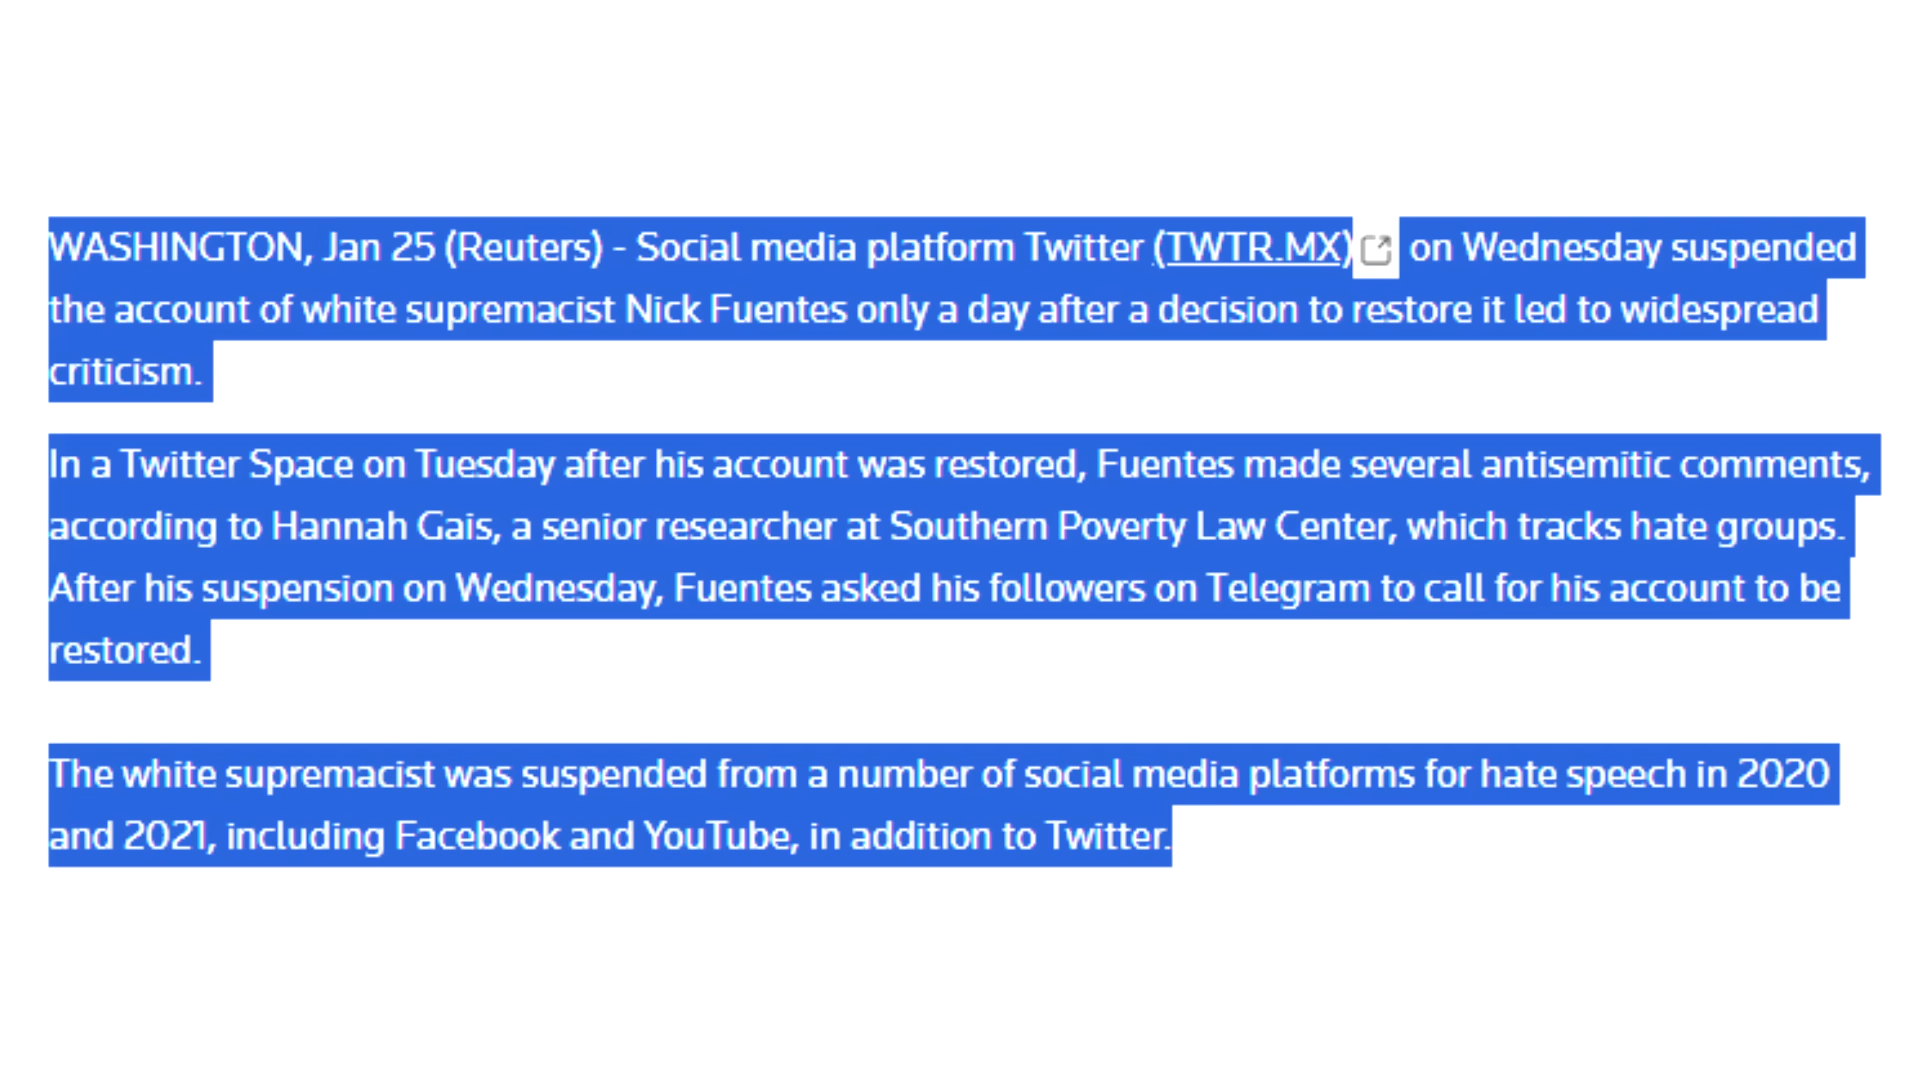 WASHINGTON, Jan 25 (Reuters) - Social media platform Twitter (TWTR.MX) on Wednesday suspended
the account of white supremacist Nick Fuentes only a day after a decision to restore it led to widespread
criticism.
In a Twitter Space on Tuesday after his account was restored, Fuentes made several antisemitic comments,
according to Hannah Gais, a senior researcher at Southern Poverty Law Center, which tracks hate groups.
After his suspension on Wednesday, Fuentes asked his followers on Telegram to call for his account to be
restored.
The white supremacist was suspended from a number of social media platforms for hate speech in 2020
and 2021, including Facebook and YouTube, in addition to Twitter.